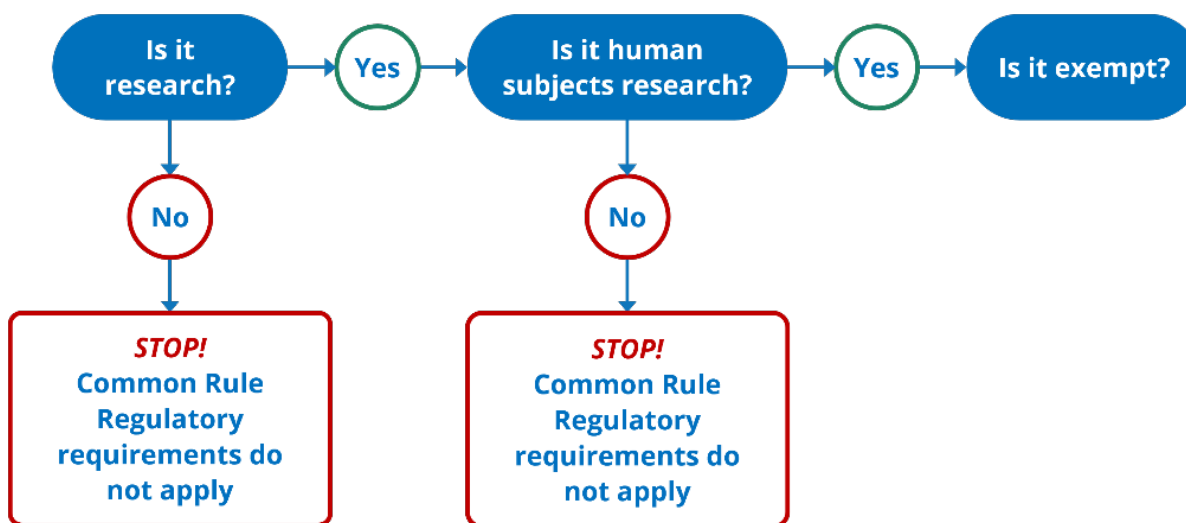 Is it
research?
Yes
Is it human
subjects research?
Yes
Is it exempt?
No
No
STOP!
Common Rule
Regulatory
requirements do
not apply
STOP!
Common Rule
Regulatory
requirements do
not apply